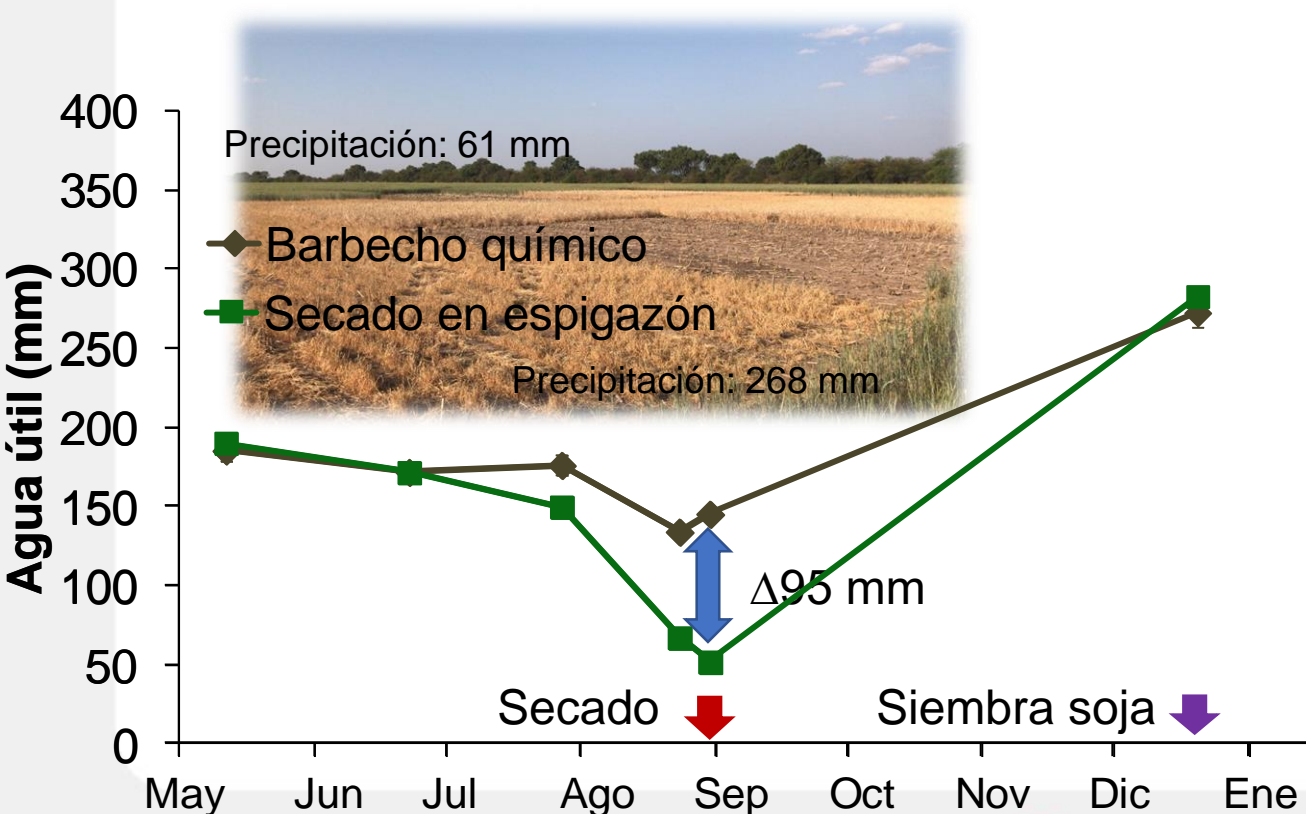 400
350
300
250
200
150
100
50
0
Agua útil (mm)
Precipitación: 61 mm
Barbecho químico
Secado en espigazón
Precipitación: 268 mm
Δ95 mm
Secado
Siembra soja
May Jun Jul Ago Sep Oct Nov Dic Ene